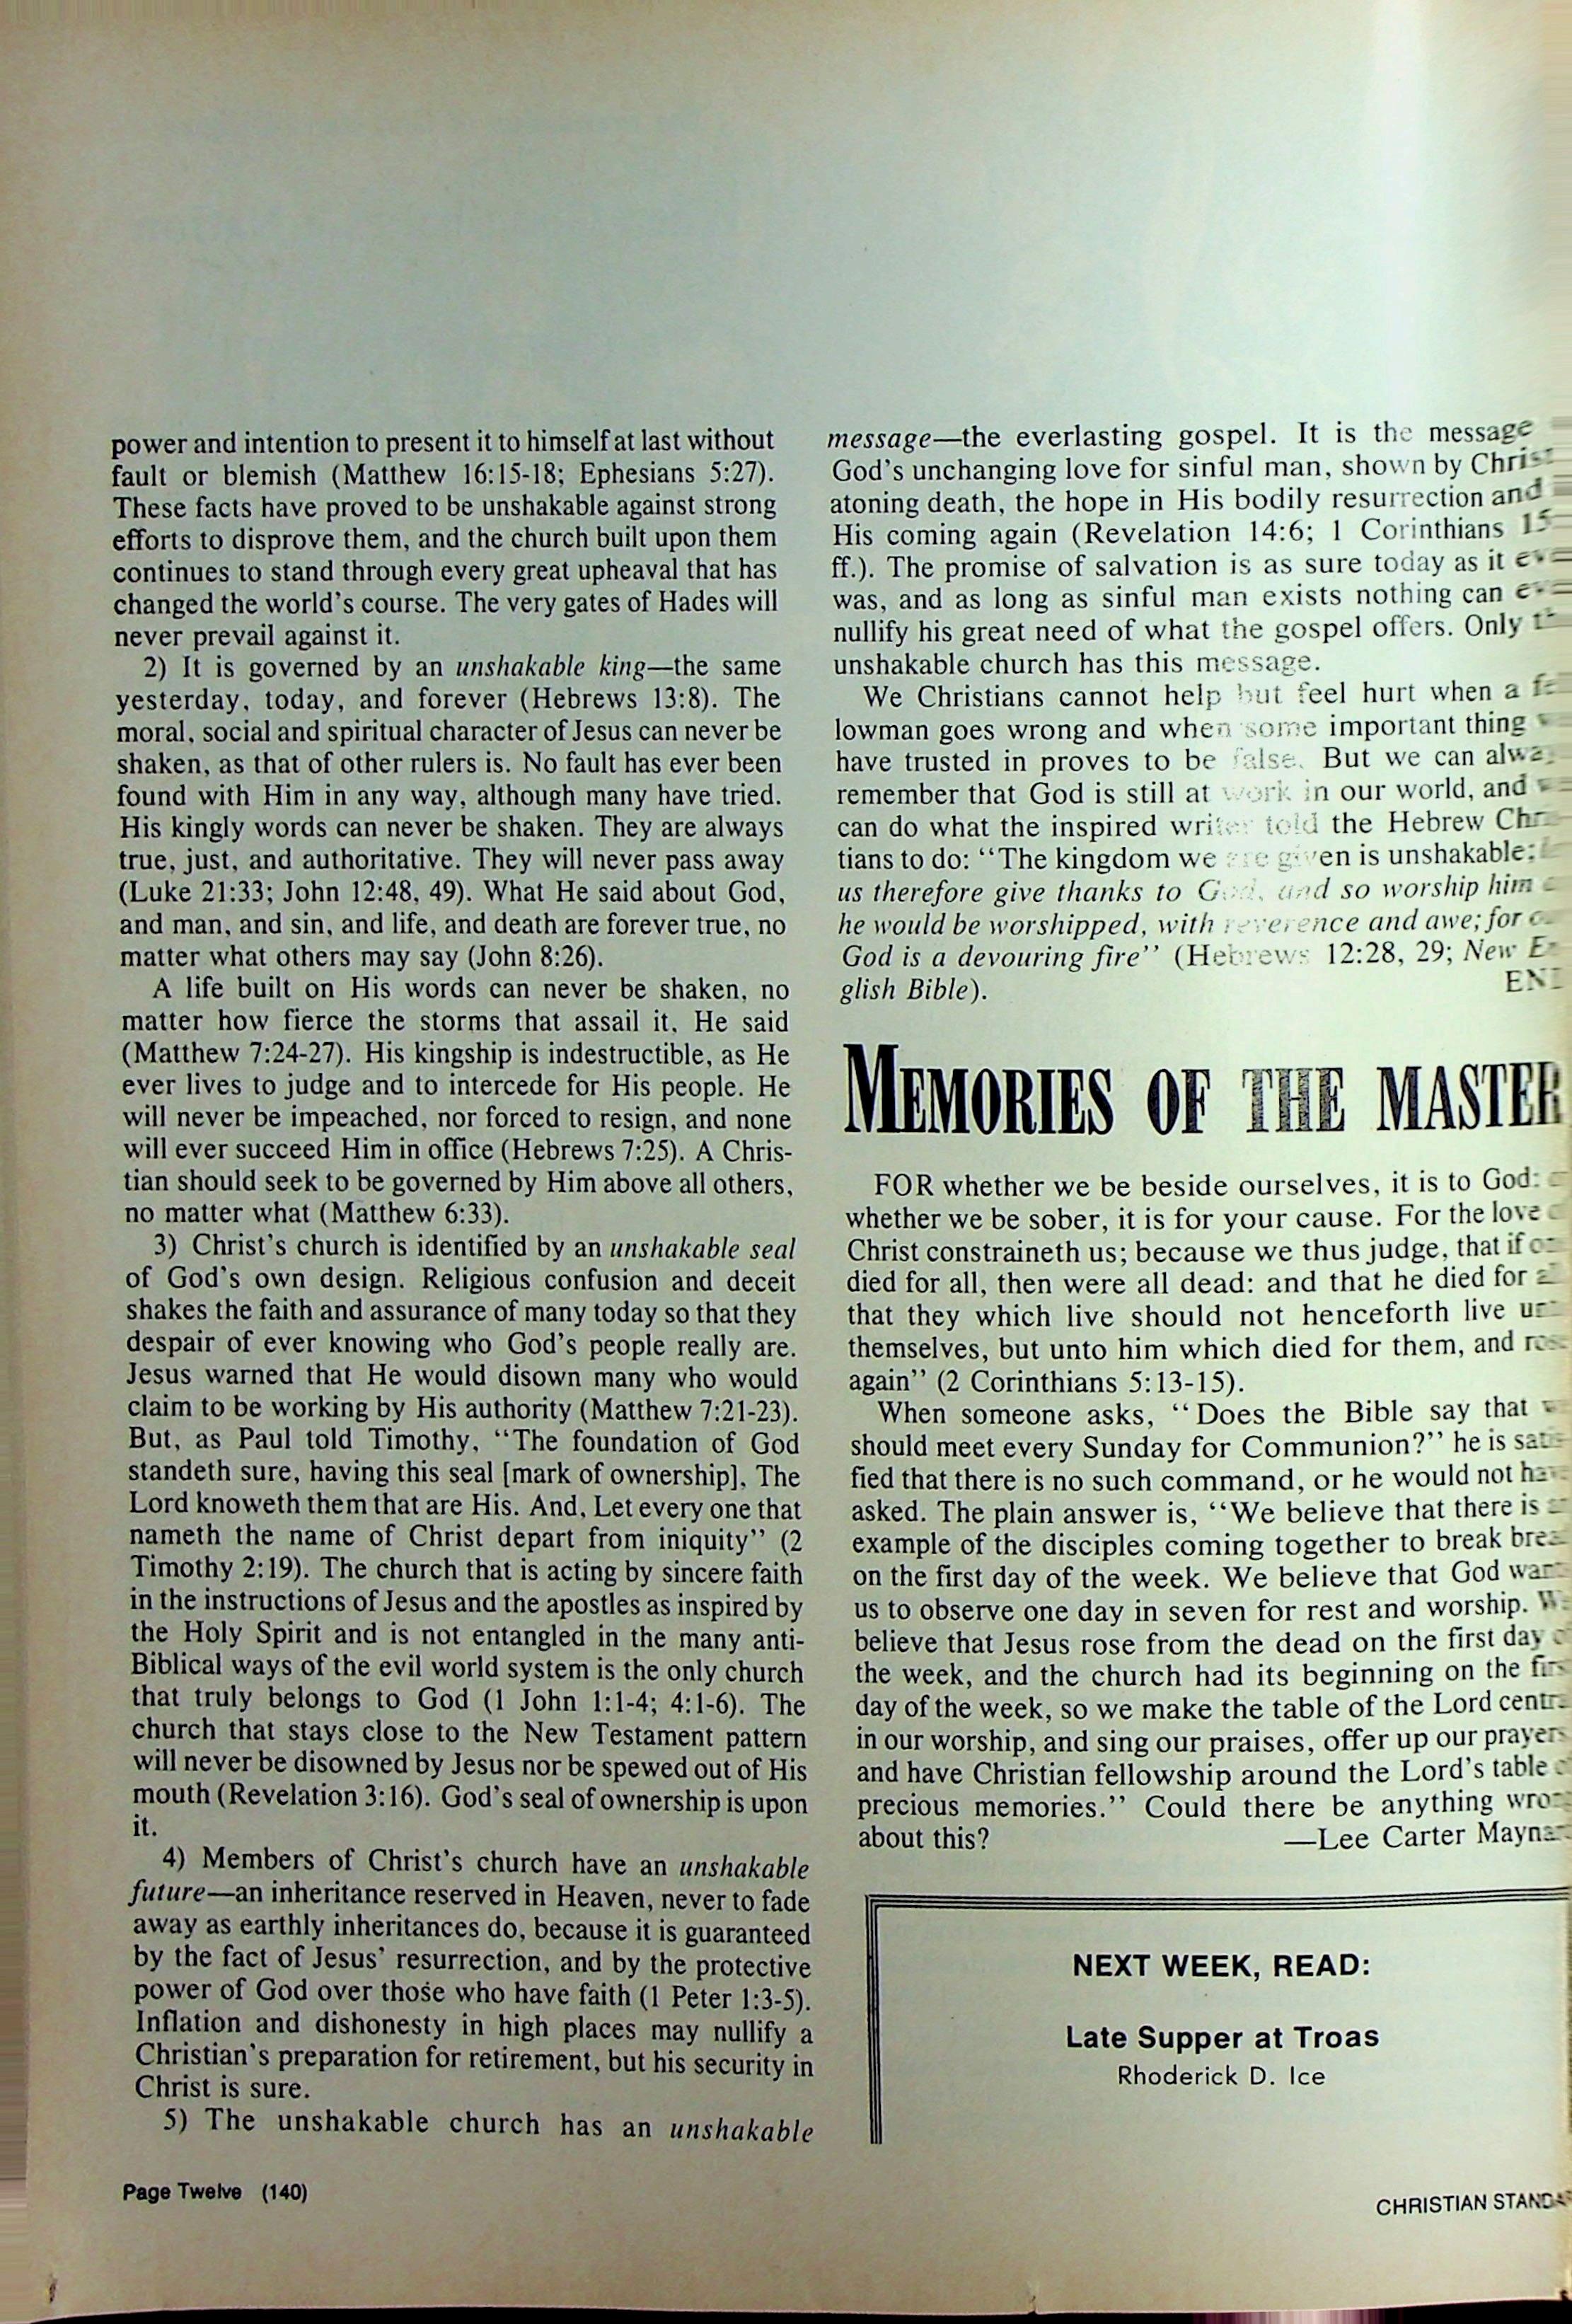 power and intention to present it to himself at last without
fault or blemish (Matthew 16:15-18; Ephesians 5:27).
These facts have proved to be unshakable against strong
efforts to disprove them, and the church built upon them
continues to stand through every great upheaval that has
changed the world's course. The very gates of Hades will
never prevail against it.
2) It is governed by an unshakable king—the same
yesterday, today, and forever (Hebrews 13:8). The
moral, social and spiritual character of Jesus can never be
shaken, as that of other rulers is. No fault has ever been
found with Him in any way, although many have tried.
His kingly words can never be shaken. They are always
true, just, and authoritative. They will never pass away
(Luke 21:33; John 12:48, 49). What He said about God,
and man, and sin, and life, and death are forever true, no
matter what others may say (John 8:26).
A life built on His words can never be shaken, no
matter how fierce the storms that assail it, He said
(Matthew 7:24-27). His kingship is indestructible, as He
ever lives to judge and to intercede for His people. He
will never be impeached, nor forced to resign, and none
will ever succeed Him in office (Hebrews 7:25). A Chris-
tian should seek to be governed by Him above all others,
no matter what (Matthew 6:33).
3) Christ's church is identified by an unshakable seal
of God's own design. Religious confusion and deceit
shakes the faith and assurance of many today so that they
despair of ever knowing who God's people really are.
Jesus warned that He would disown many who would
claim to be working by His authority (Matthew 7:21-23).
But, as Paul told Timothy, "The foundation of God
standeth sure, having this seal [mark of ownership], The
Lord knoweth them that are His. And, Let every one that
nameth the name of Christ depart from iniquity" (2
Timothy 2:19). The church that is acting by sincere faith
in the instructions of Jesus and the apostles as inspired by
the Holy Spirit and is not entangled in the many anti-
Biblical ways of the evil world system is the only church
that truly belongs to God (1 John 1:1-4; 4:1-6). The
church that stays close to the New Testament pattern
will never be disowned by Jesus nor be spewed out of His
mouth (Revelation 3:16). God's seal of ownership is upon
it.
4) Members of Christ's church have an unshakable
future—an inheritance reserved in Heaven, never to fade
away as earthly inheritances do, because it is guaranteed
by the fact of Jesus' resurrection, and by the protective
power of God over those who have faith (1 Peter 1:3-5).
Inflation and dishonesty in high places may nullify a
Christian's preparation for retirement, but his security in
Christ is sure.
5) The unshakable church has an unshakable
message—the everlasting gospel. It is the message
God's unchanging love for sinful man, shown by
atoning death, the hope in His bodily resurrection and
His coming again (Revelation 14:6; 1 Corinthians 15
ff.). The promise of salvation is as sure today as it
was, and as long as sinful man exists nothing can
nullify his great need of what the gospel offers. Only
unshakable church has this message.
We Christians cannot help but feel hurt when a
lowman goes wrong and when some important thing
have trusted in proves to be false. But we can
remember that God is still at work in our world, and
can do what the inspired writer told the Hebrew
tians to do: "The kingdom we are given is unshakable;
us therefore give thanks to God, and so worship him
he would be worshipped, with reverence and awe; for
God is a devouring fire" (Hebrews 12:28, 29; New
glish Bible).
MEMORIES OF THE MASTER
FOR whether we be beside ourselves, it is to God:
whether we be sober, it is for your cause. For the love
Christ constraineth us; because we thus judge, that if
died for all, then were all dead: and that he died for
that they which live should not henceforth live
themselves, but unto him which died for them, and
again" (2 Corinthians 5:13-15).
When someone asks, "Does the Bible say that
should meet every Sunday for Communion?" he is
fied that there is no such command, or he would not
asked. The plain answer is, "We believe that there is
example of the disciples coming together to break
on the first day of the week. We believe that God
us to observe one day in seven for rest and worship.
believe that Jesus rose from the dead on the first day
the week, and the church had its beginning on the
day of the week, so we make the table of the Lord
in our worship, and sing our praises, offer up our prayers
and have Christian fellowship around the Lord's table
precious memories." Could there be anything
about this? —Lee Carter
NEXT WEEK, READ:
Late Supper at Troas
Rhoderick D. Ice
Page Twelve (140)
CHRISTIAN